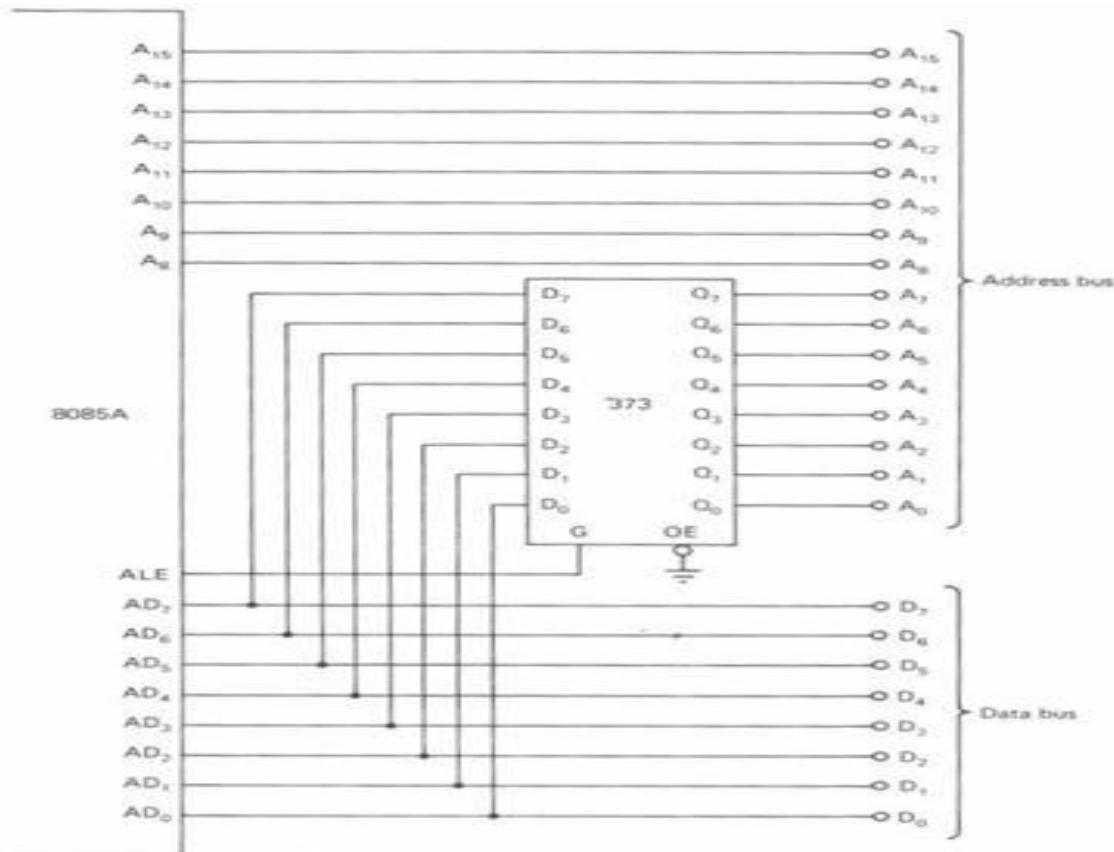 A15 A15
A14 A14
A13 A13
A12 A12
A11 A11
A10 A10
A9 A9
A8 A8
Address bus
D7 Q7 A7
D6 Q6 A6
D5 Q5 A5
D4 Q4 A4
8085A
'373
D3 Q3 A3
D2 Q2 A2
D1 Q1 A1
D0 Q0 A0
G OE
ALE
AD7 D7
AD6 D6
AD5 D5
AD4 D4
Data bus
AD3 D3
AD2 D2
AD1 D1
AD0 D0